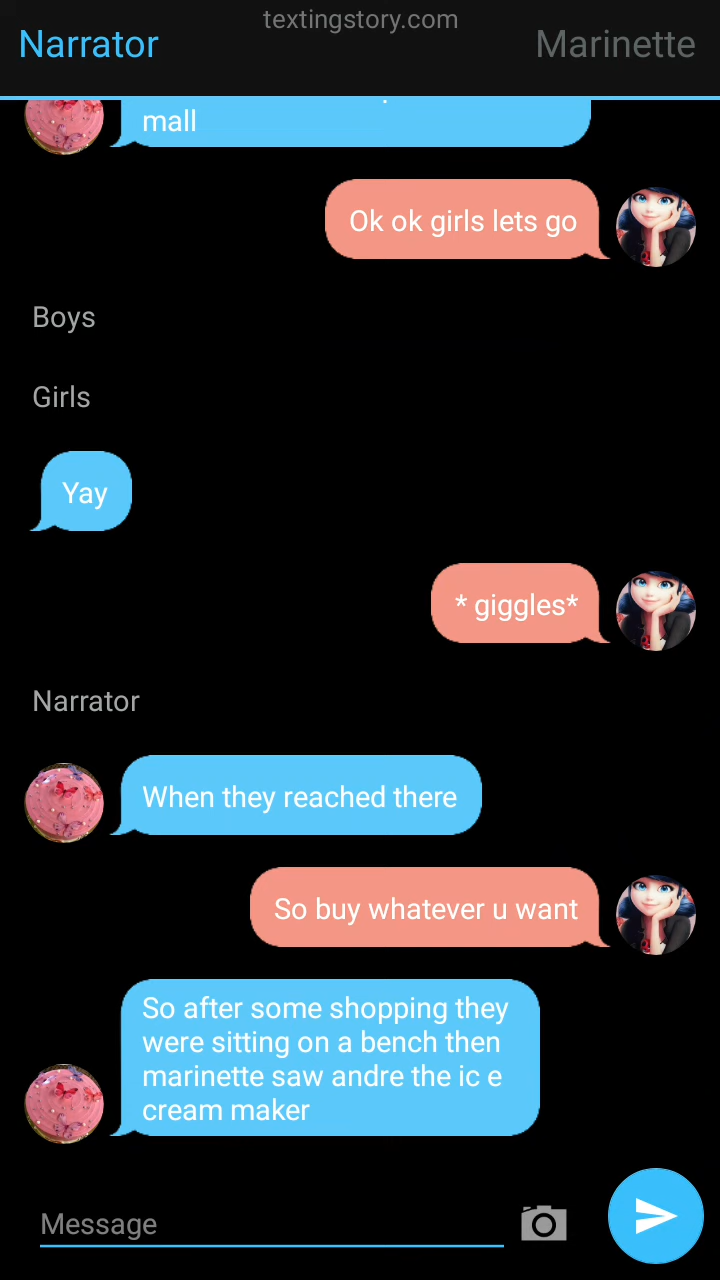 textingstory.com
Narrator
Marinette
mall
Ok ok girls lets go
Boys
Girls
Yay
* giggles*
Narrator
When they reached there
So buy whatever u want
So after some shopping they
were sitting on a bench then
marinette saw andre the ic e
cream maker
Message